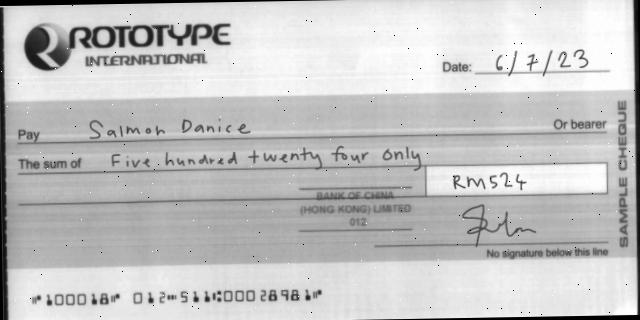 ROTOTYPE
INTERNATIONAL
Date: 6/7/23
Pay Salmon Danice Or bearer
The sum of Five hundred twenty four only
RM524
BANK OF CHINA
(HONG KONG) LIMITED
012
No signature below this line
SAMPLE CHEQUE
⑈100018⑈ 012⑉511⑆00028981⑈